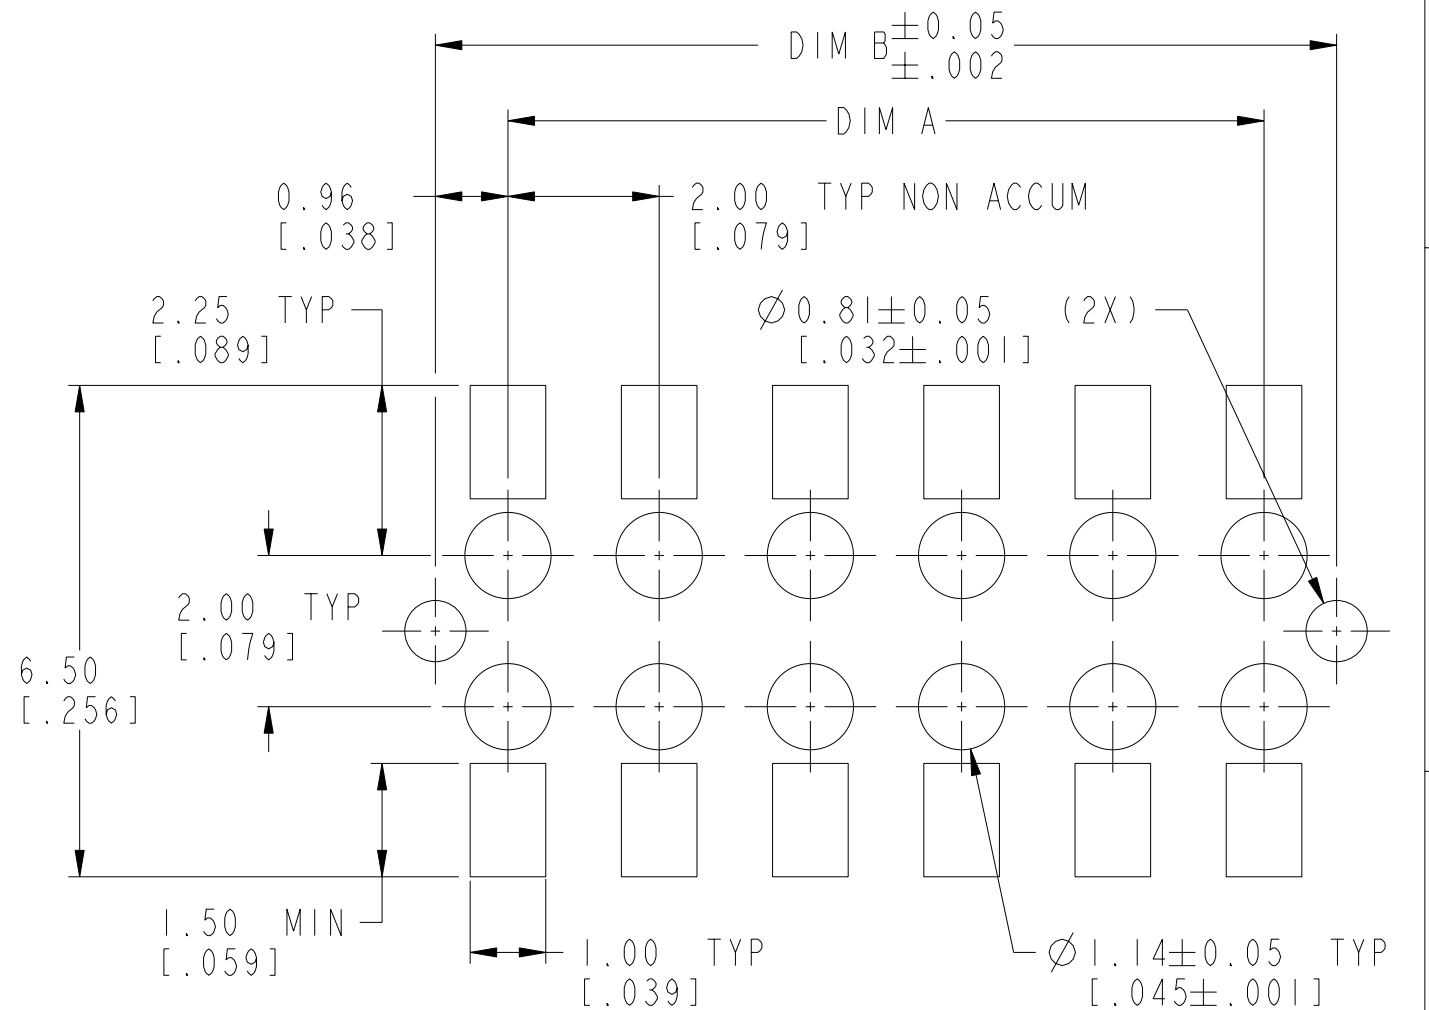 DIM B ±0.05
±.002
DIM A
0.96
[.038]
2.00 TYP NON ACCUM
[.079]
2.25 TYP
[.089]
∅0.81±0.05 (2X)
[.032±.001]
2.00 TYP
[.079]
6.50
[.256]
1.50 MIN
[.059]
1.00 TYP
[.039]
∅1.14±0.05 TYP
[.045±.001]